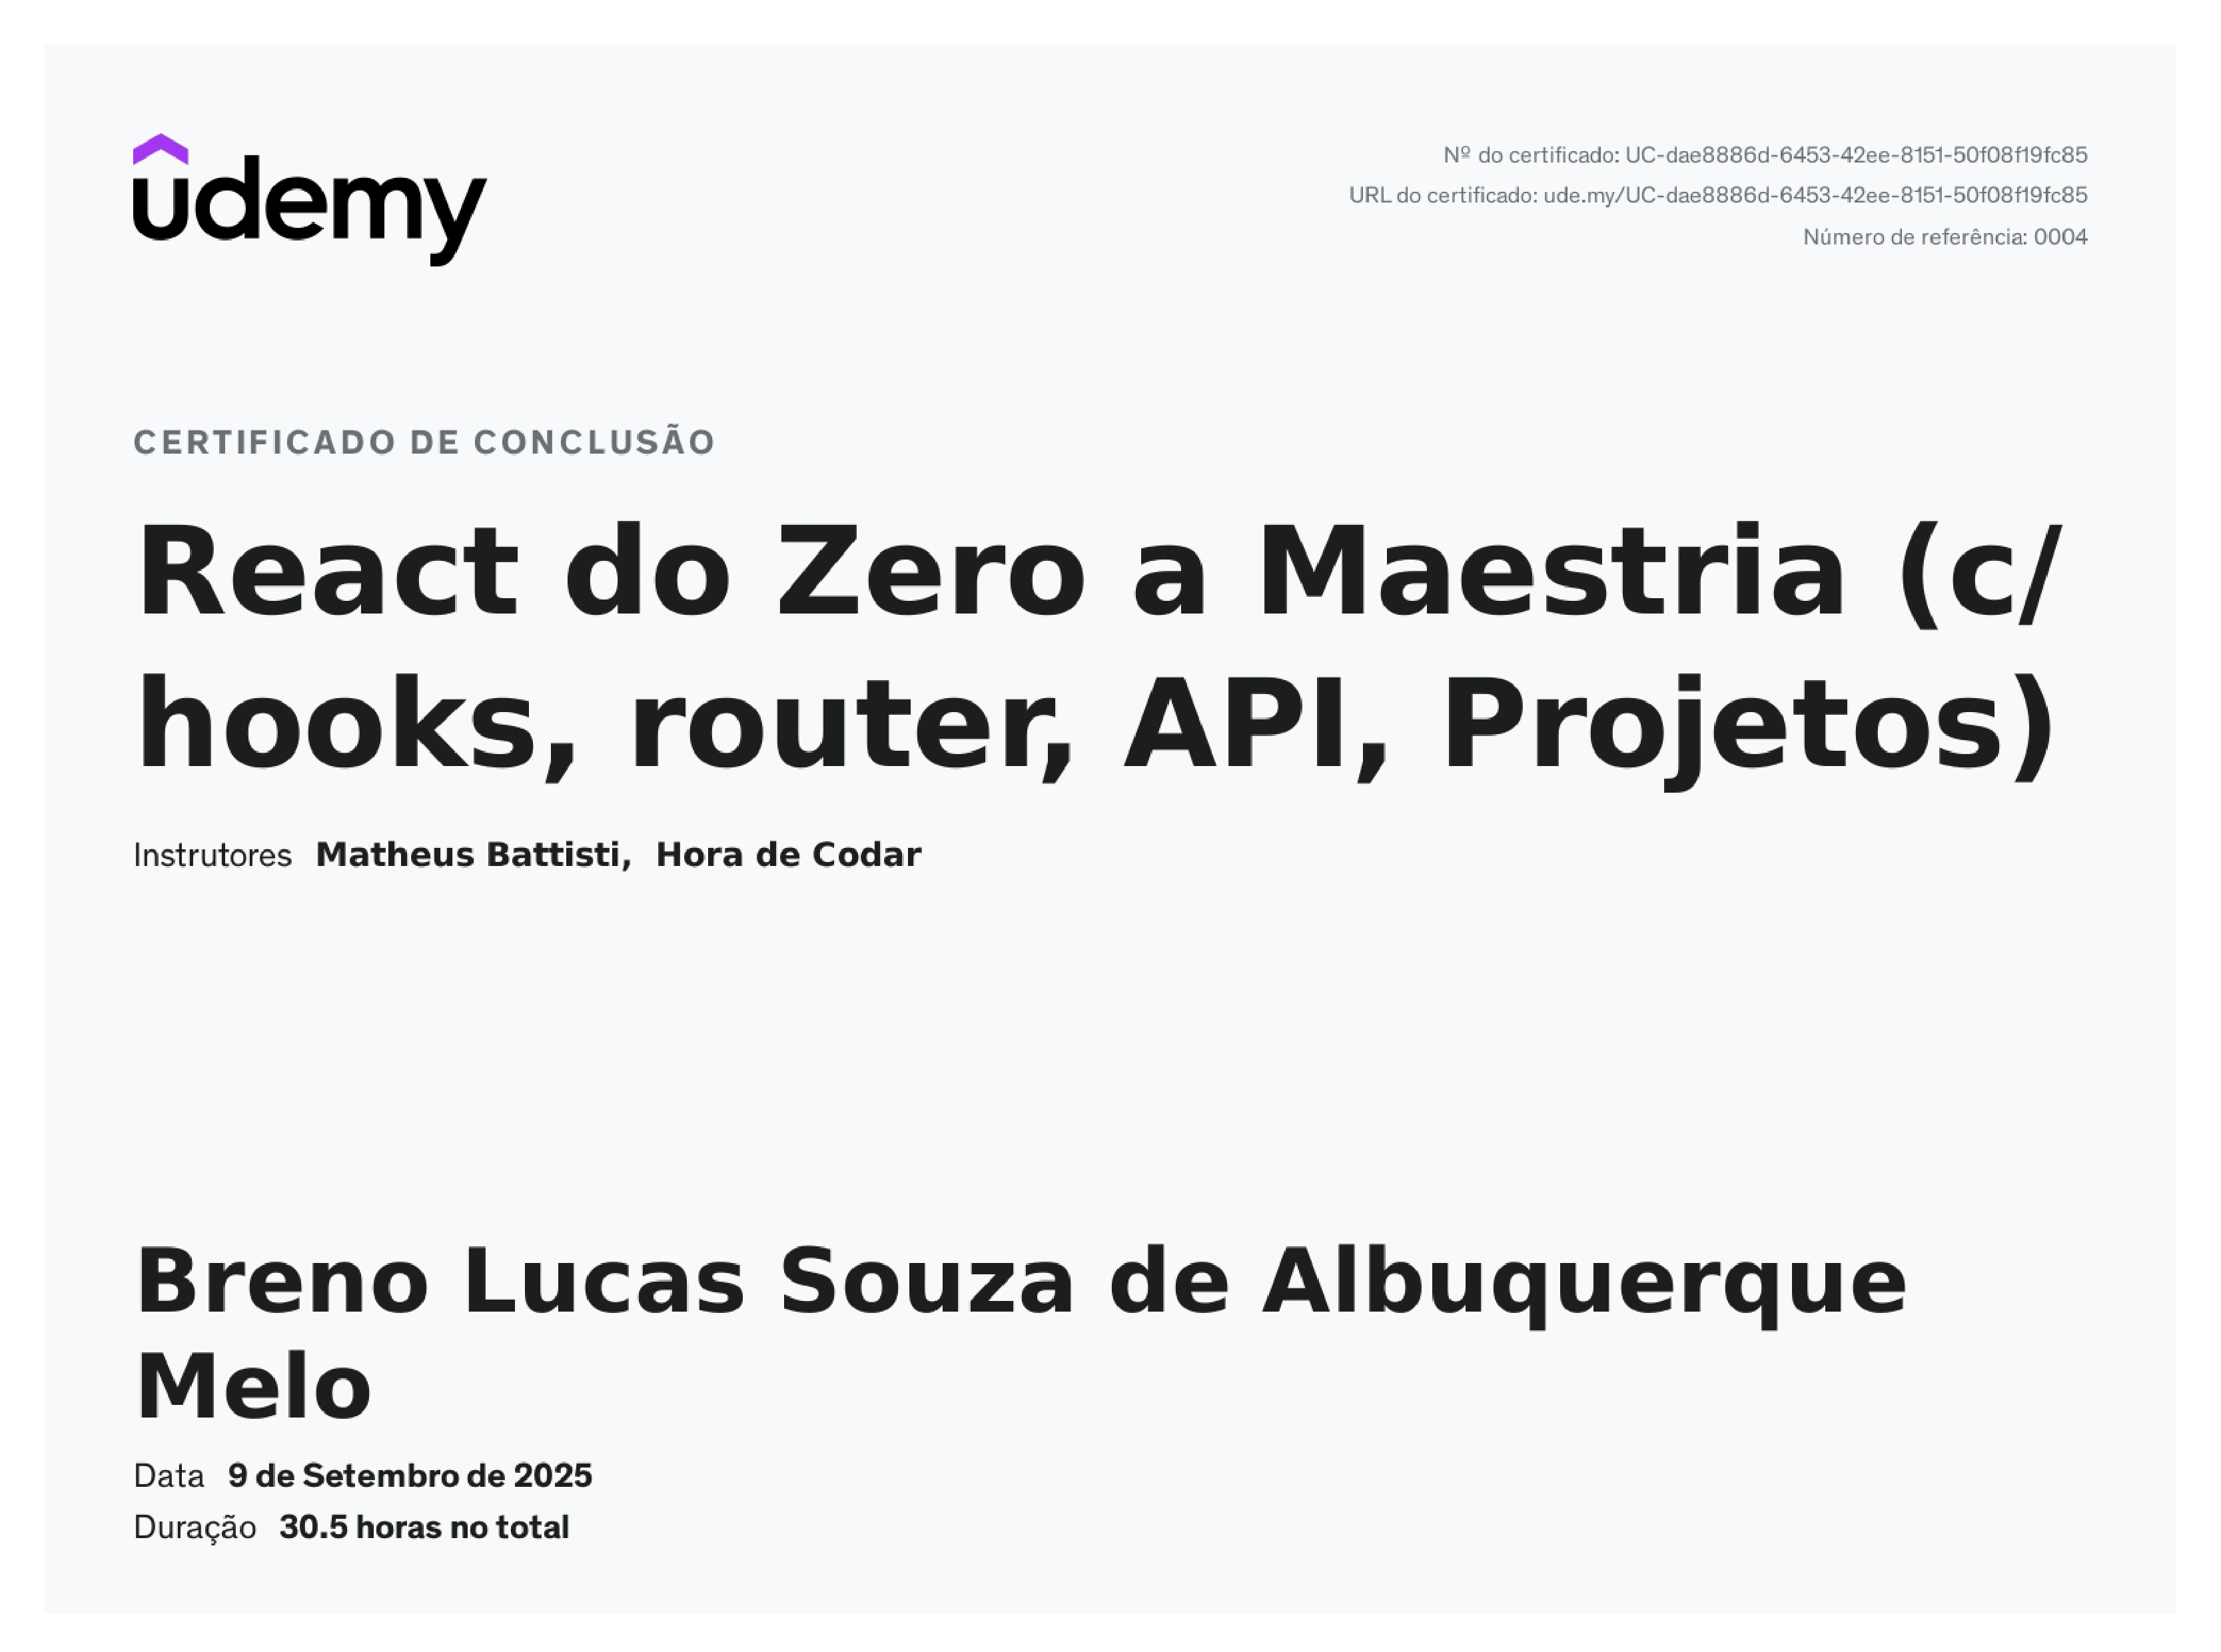 udemy
Nº do certificado: UC-dae8886d-6453-42ee-8151-50f08f19fc85
URL do certificado: ude.my/UC-dae8886d-6453-42ee-8151-50f08f19fc85
Número de referência: 0004
CERTIFICADO DE CONCLUSÃO
React do Zero a Maestria (c/
hooks, router, API, Projetos)
Instrutores Matheus Battisti, Hora de Codar
Breno Lucas Souza de Albuquerque
Melo
Data 9 de Setembro de 2025
Duração 30.5 horas no total